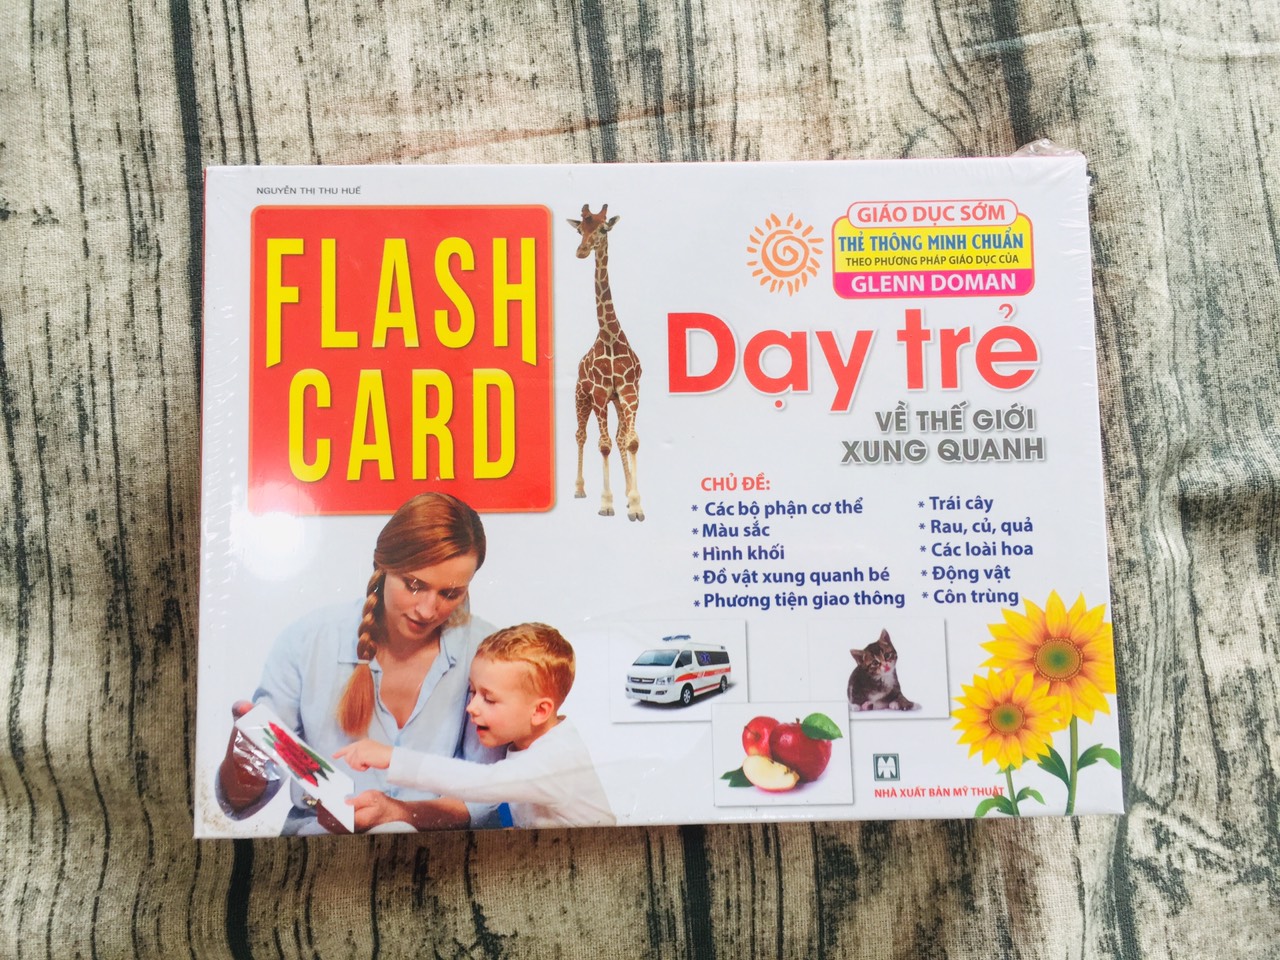 NGUYỄN THỊ THU HUẾ
FLASH
CARD
GIÁO DỤC SỚM
THẺ THÔNG MINH CHUẨN
THEO PHƯƠNG PHÁP GIÁO DỤC CỦA
GLENN DOMAN
Dạy trẻ
VỀ THẾ GIỚI
XUNG QUANH
CHỦ ĐỀ:
* Các bộ phận cơ thể
* Màu sắc
* Hình khối
* Đồ vật xung quanh bé
* Phương tiện giao thông
* Trái cây
* Rau, củ, quả
* Các loài hoa
* Động vật
* Côn trùng
NHÀ XUẤT BẢN MỸ THUẬT